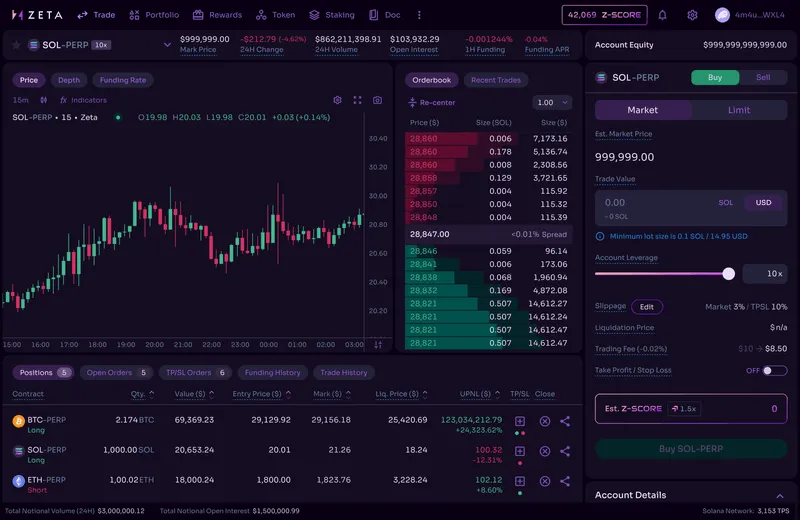 ZETA Trade Portfolio Rewards Token Staking Doc 42,069 Z-SCORE 4m4u...WXL4
SOL-PERP 10x
$999,999.00 -$212.79 (-4.62%) $862,211,398.91 $103,932.29 -0.001244% -0.04%
Mark Price 24H Change 24H Volume Open Interest 1H Funding Funding APR
Account Equity $999,999,999,999.00
Price Depth Funding Rate
15m fx Indicators
SOL-PERP • 15 • Zeta O19.98 H20.03 L19.98 C20.01 +0.03 (+0.14%)
30.40
30.20
30.00
20.80
20.60
20.40
20.20
15:00 16:00 17:00 18:00 19:00 20:00 21:00 22:00 23:00 00:00 01:00 02:00 03:00
Orderbook Recent Trades
Re-center 1.00
Price ($) Size (SOL) Size ($)
28,860 0.006 7,173.16
28,860 0.178 5,136.74
28,860 0.008 2,308.56
28,858 0.129 3,721.65
28,857 0.004 115.92
28,850 0.004 115.32
28,848 0.004 115.39
28,847.00 <0.01% Spread
28,846 0.059 96.14
28,841 0.006 173.06
28,838 0.068 1,960.94
28,832 0.169 4,872.08
28,821 0.507 14,612.27
28,821 0.507 14,612.24
28,821 0.507 14,612.47
28,821 0.507 14,612.47
SOL-PERP Buy Sell
Market Limit
Est. Market Price
999,999.00
Trade Value
0.00 SOL USD
~0 SOL
Minimum lot size is 0.1 SOL / 14.95 USD
Account Leverage
10x
Slippage Edit Market 3% / TPSL 10%
Liquidation Price $n/a
Trading Fee (-0.02%) $10 → $8.50
Take Profit / Stop Loss OFF
Est. Z-SCORE 1.5x 0
Buy SOL-PERP
Account Details
Positions 5 Open Orders 5 TP/SL Orders 6 Funding History Trade History
Contract Qty. Value ($) Entry Price ($) Mark ($) Liq. Price ($) UPNL ($) TP/SL Close
BTC-PERP 2.174 BTC 69,369.23 29,129.92 29,156.18 25,420.69 123,034,212.79
Long +24,323.62%
SOL-PERP 1,000.00 SOL 20,653.24 20.01 21.26 18.24 100.32
Long -12.31%
ETH-PERP 1,00.02 ETH 18,000.24 1,800.00 1,823.76 3,228.24 102.12
Short +8.60%
Total Notional Volume (24H) $3,000,000.12 Total Notional Open Interest $1,500,000.99 Solana Network: 3,153 TPS